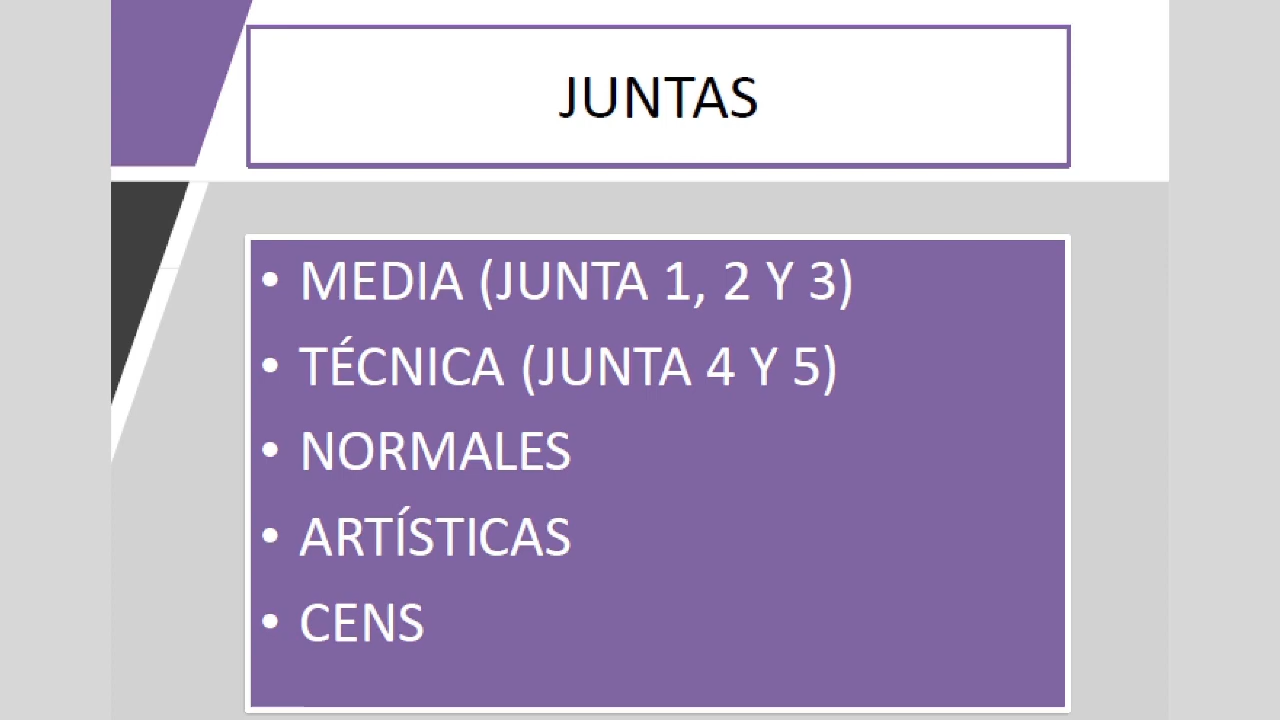 JUNTAS
• MEDIA (JUNTA 1, 2 Y 3)
• TÉCNICA (JUNTA 4 Y 5)
• NORMALES
• ARTÍSTICAS
• CENS